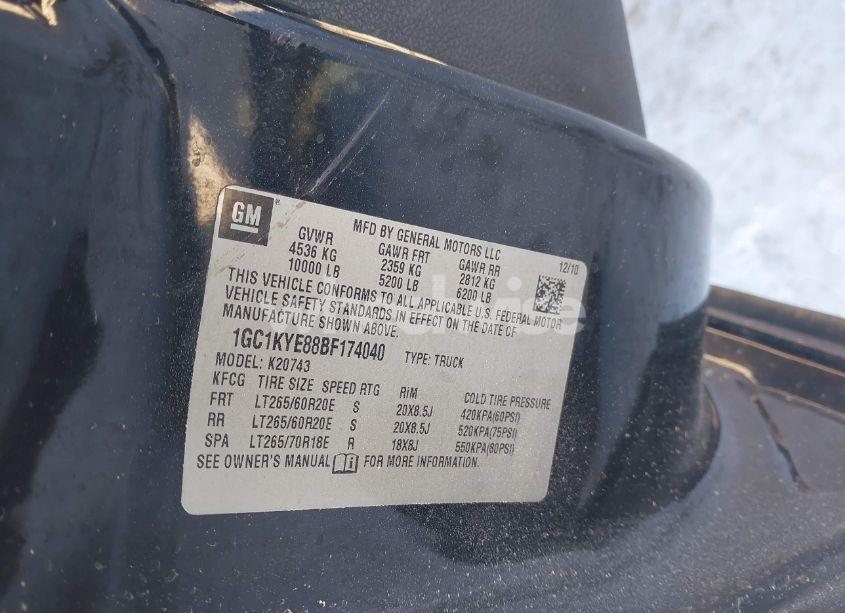 GM
MFD BY GENERAL MOTORS LLC
12/10
GVWR GAWR FRT GAWR RR
4536 KG 2359 KG 2812 KG
10000 LB 5200 LB 6200 LB
THIS VEHICLE CONFORMS TO ALL APPLICABLE U.S. FEDERAL MOTOR
VEHICLE SAFETY STANDARDS IN EFFECT ON THE DATE OF
MANUFACTURE SHOWN ABOVE.
1GC1KYE88BF174040 TYPE: TRUCK
MODEL: K20743
KFCG TIRE SIZE SPEED RTG RIM COLD TIRE PRESSURE
FRT LT265/60R20E S 20X8.5J 420KPA(60PSI)
RR LT265/60R20E S 20X8.5J 520KPA(75PSI)
SPA LT265/70R18E R 18X8J 550KPA(80PSI)
SEE OWNER'S MANUAL FOR MORE INFORMATION.